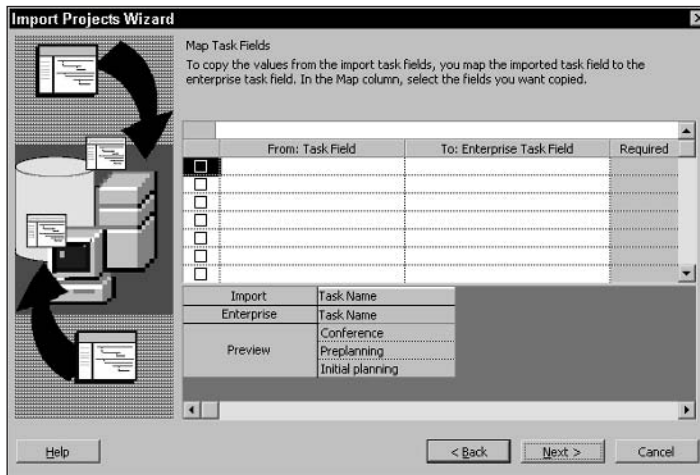 Import Projects Wizard
Map Task Fields
To copy the values from the import task fields, you map the imported task field to the
enterprise task field. In the Map column, select the fields you want copied.
From: Task Field To: Enterprise Task Field Required
Import Task Name
Enterprise Task Name
Preview Conference
Preplanning
Initial planning
Help < Back Next > Cancel